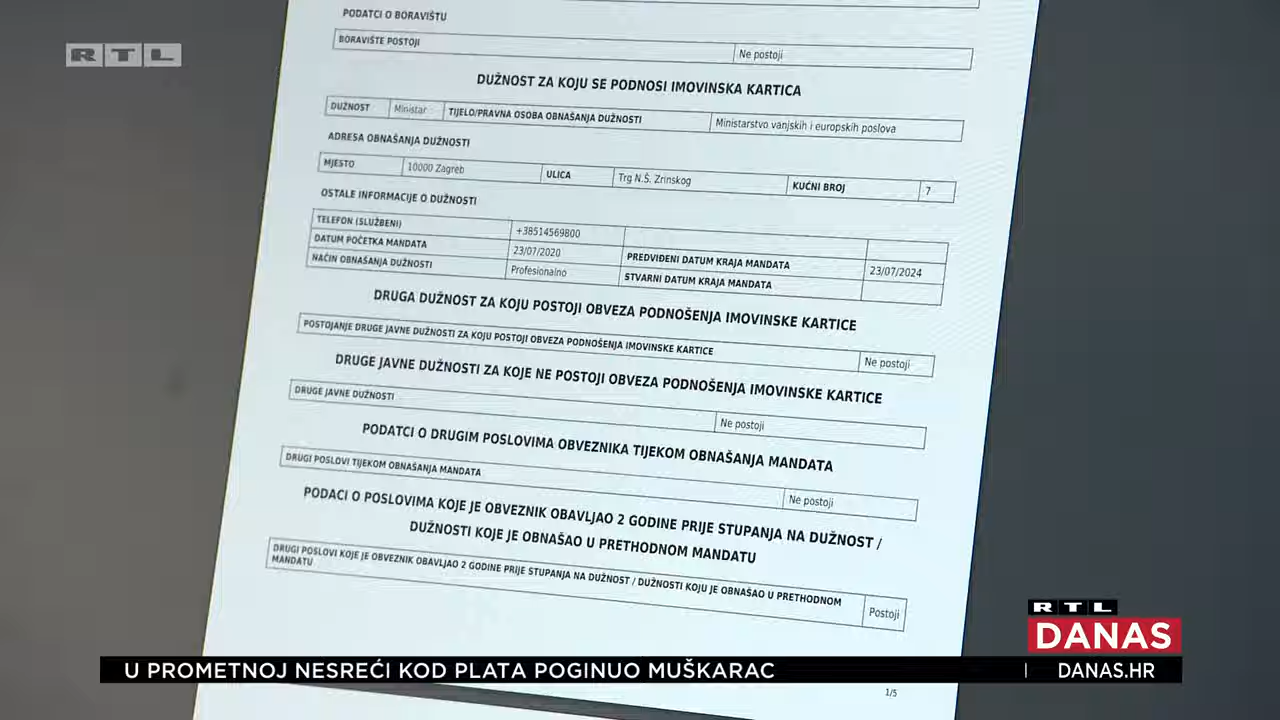 PODATCI O BORAVIŠTU
BORAVIŠTE POSTOJI Ne postoji
RTL
DUŽNOST ZA KOJU SE PODNOSI IMOVINSKA KARTICA
DUŽNOST Ministar TIJELO/PRAVNA OSOBA OBNAŠANJA DUŽNOSTI Ministarstvo vanjskih i europskih poslova
ADRESA OBNAŠANJA DUŽNOSTI
MJESTO 10000 Zagreb ULICA Trg N.Š. Zrinskog KUĆNI BROJ 7
OSTALE INFORMACIJE O DUŽNOSTI
TELEFON (SLUŽBENI) +38514569800
DATUM POČETKA MANDATA 23/07/2020 PREDVIĐENI DATUM KRAJA MANDATA 23/07/2024
NAČIN OBNAŠANJA DUŽNOSTI Profesionalno STVARNI DATUM KRAJA MANDATA
DRUGA DUŽNOST ZA KOJU POSTOJI OBVEZA PODNOŠENJA IMOVINSKE KARTICE
POSTOJANJE DRUGE JAVNE DUŽNOSTI ZA KOJU POSTOJI OBVEZA PODNOŠENJA IMOVINSKE KARTICE Ne postoji
DRUGE JAVNE DUŽNOSTI ZA KOJE NE POSTOJI OBVEZA PODNOŠENJA IMOVINSKE KARTICE
DRUGE JAVNE DUŽNOSTI Ne postoji
PODATCI O DRUGIM POSLOVIMA OBVEZNIKA TIJEKOM OBNAŠANJA MANDATA
DRUGI POSLOVI TIJEKOM OBNAŠANJA MANDATA Ne postoji
PODACI O POSLOVIMA KOJE JE OBVEZNIK OBAVLJAO 2 GODINE PRIJE STUPANJA NA DUŽNOST /
DUŽNOSTI KOJE JE OBNAŠAO U PRETHODNOM MANDATU
DRUGI POSLOVI KOJE JE OBVEZNIK OBAVLJAO 2 GODINE PRIJE STUPANJA NA DUŽNOST / DUŽNOSTI KOJU JE OBNAŠAO U PRETHODNOM
MANDATU Postoji
RTL
DANAS
U PROMETNOJ NESREĆI KOD PLATA POGINUO MUŠKARAC DANAS.HR
1/5